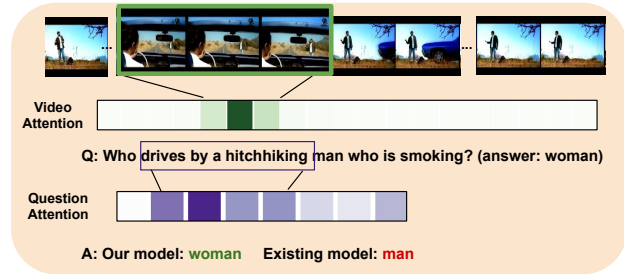 ...
...
Video
Attention
Q: Who drives by a hitchhiking man who is smoking? (answer: woman)
Question
Attention
A: Our model: woman Existing model: man